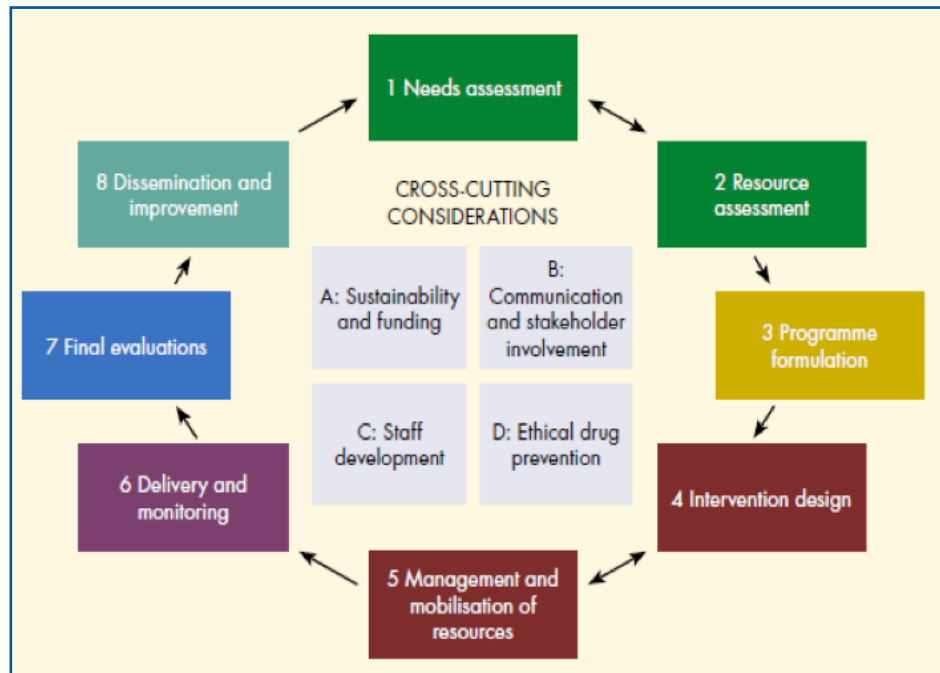 1 Needs assessment
2 Resource
assessment
3 Programme
formulation
4 Intervention design
5 Management and
mobilisation of
resources
6 Delivery and
monitoring
7 Final evaluations
8 Dissemination and
improvement
CROSS-CUTTING
CONSIDERATIONS
A: Sustainability
and funding
B:
Communication
and stakeholder
involvement
C: Staff
development
D: Ethical drug
prevention